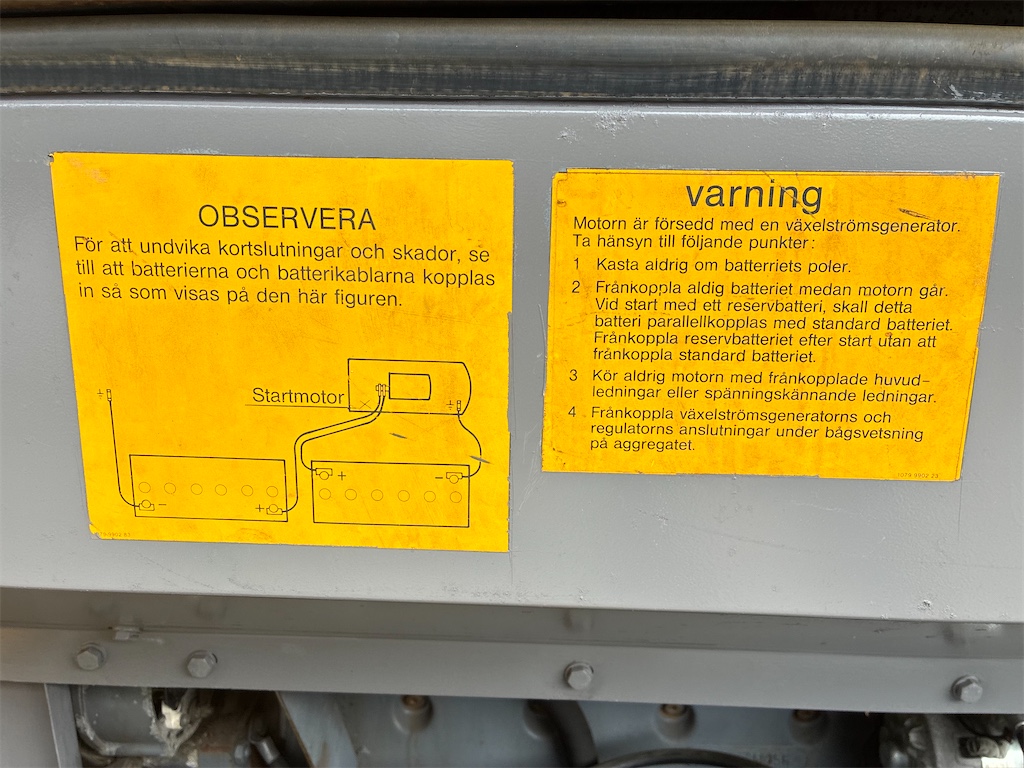 OBSERVERA
För att undvika kortslutningar och skador, se
till att batterierna och batterikablarna kopplas
in så som visas på den här figuren.
Startmotor
+
-
-
+
varning
Motorn är försedd med en växelströmsgenerator.
Ta hänsyn till följande punkter:
1 Kasta aldrig om batterriets poler.
2 Frånkoppla aldig batteriet medan motorn går.
Vid start med ett reservbatteri, skall detta
batteri parallellkopplas med standard batteriet.
Frånkoppla reservbatteriet efter start utan att
frånkoppla standard batteriet.
3 Kör aldrig motorn med frånkopplade huvud-
ledningar eller spänningskännande ledningar.
4 Frånkoppla växelströmsgeneratorns och
regulatorns anslutningar under bågsvetsning
på aggregatet.